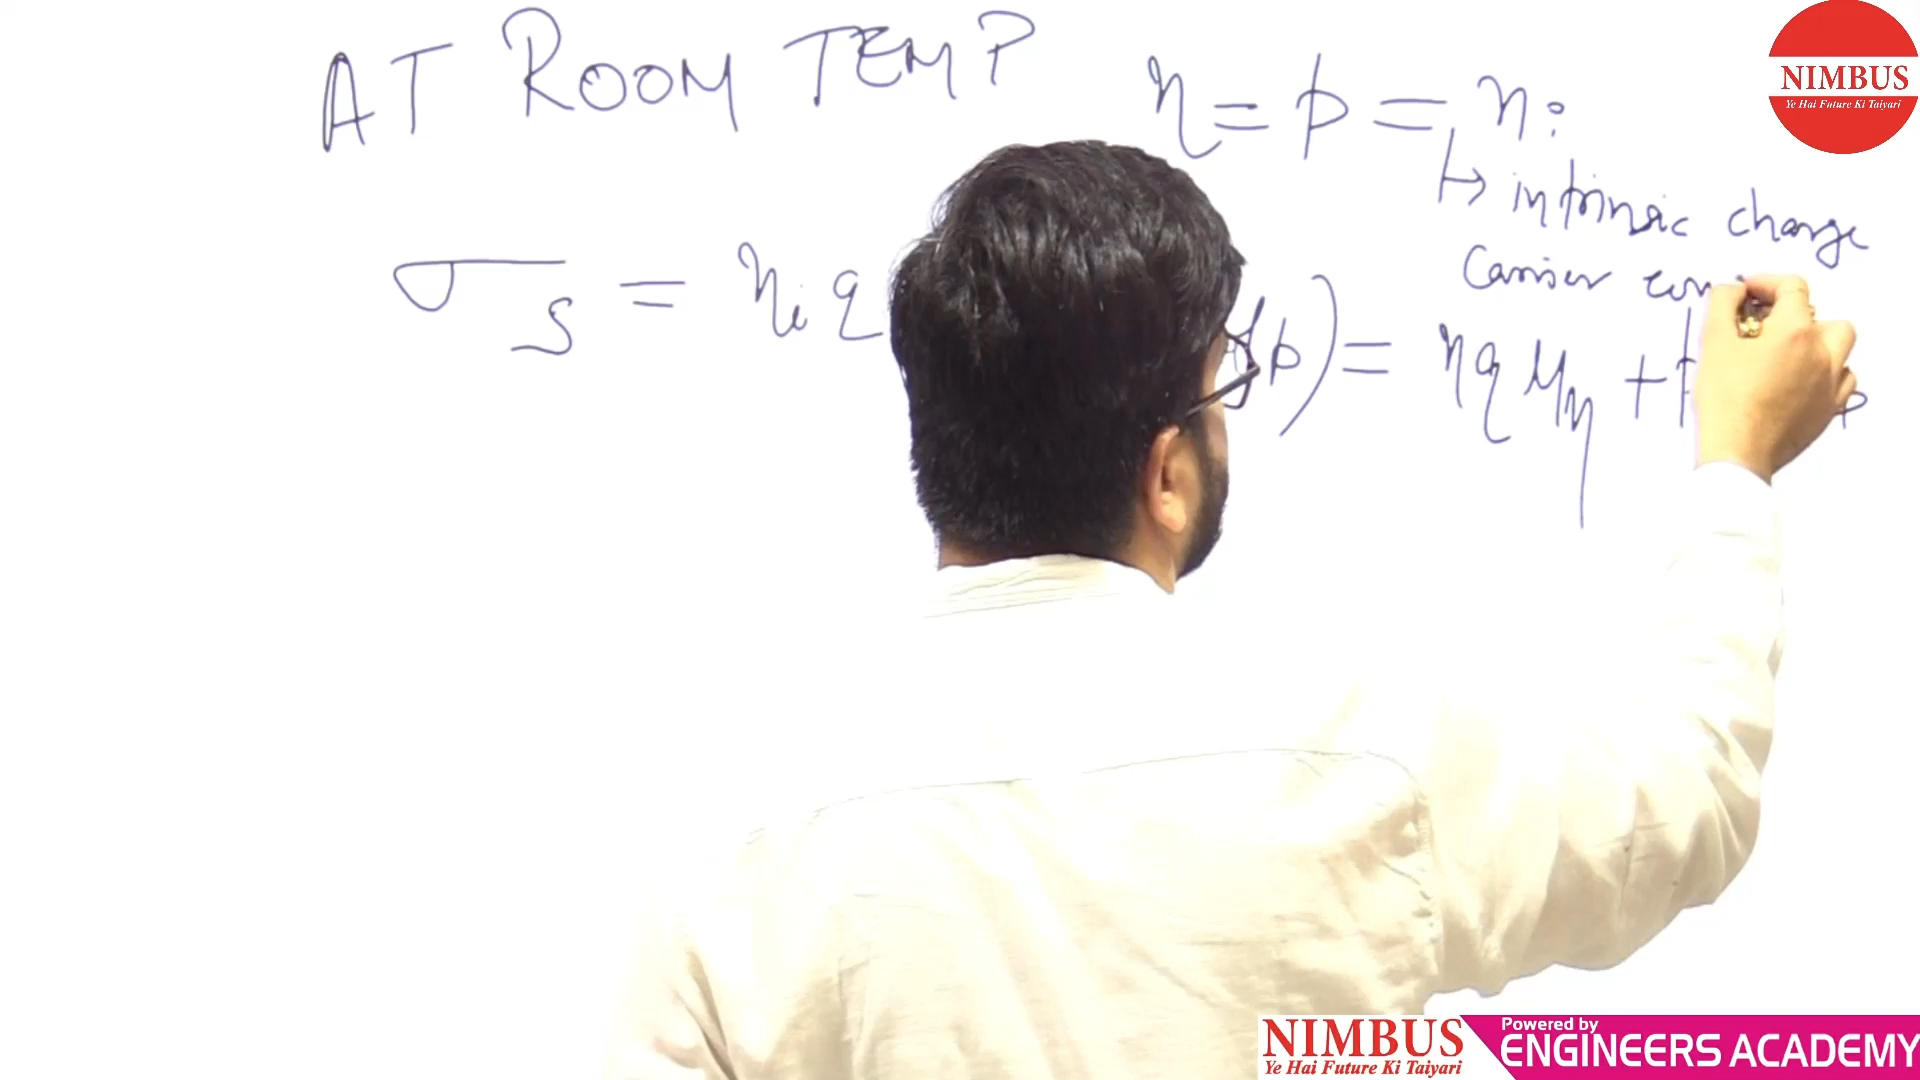 AT ROOM TEMP n = p = ni
↳ intrinsic charge
carrier con
σs = ni q p) = nqμn +
NIMBUS
Ye Hai Future Ki Taiyari
NIMBUS
Ye Hai Future Ki Taiyari
Powered by
ENGINEERS ACADEMY